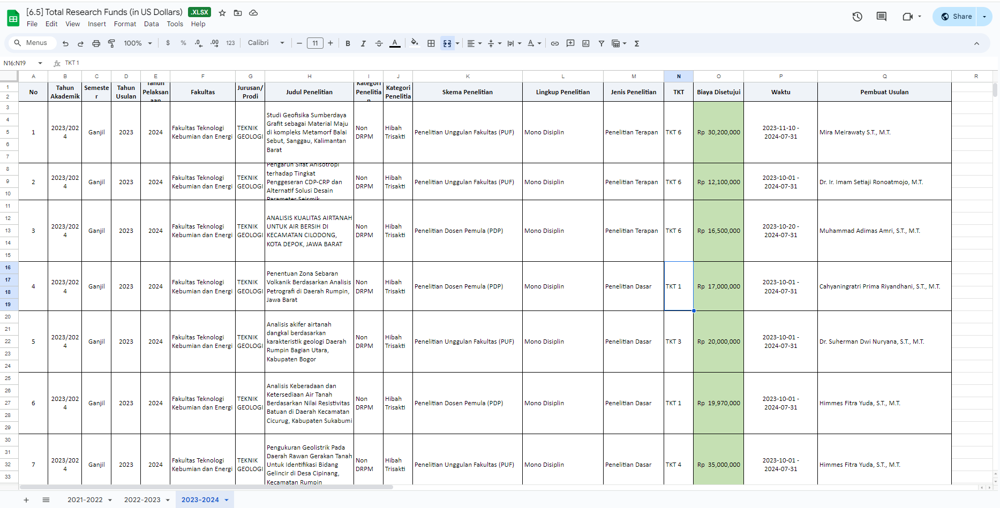 [6.5] Total Research Funds (in US Dollars) .XLSX
File Edit View Insert Format Data Tools Help
Share
Menus 100% $ % .0 .00 123 Calibri 11 B I A
N16:N19 fx TKT 1
A B C D E F G H I J K L M N O P Q R
1
2
No
Tahun
Akademik
Semeste
r
Tahun
Usulan
Tahun
Pelaksan
aan
Fakultas
Jurusan/
Prodi
Judul Penelitian
Kategori
Penelitia
n
Kategori
Penelitia
Skema Penelitian
Lingkup Penelitian
Jenis Penelitian
TKT
Biaya Disetujui
Waktu
Pembuat Usulan
3
4
5
6
7
1
2023/202
4
Ganjil
2023
2024
Fakultas Teknologi
Kebumian dan Energi
TEKNIK
GEOLOGI
Studi Geofisika Sumberdaya
Grafit sebagai Material Maju
di kompleks Metamorf Balai
Sebut, Sanggau, Kalimantan
Barat
Non
DRPM
Hibah
Trisakti
Penelitian Unggulan Fakultas (PUF)
Mono Disiplin
Penelitian Terapan
TKT 6
Rp 30,200,000
2023-11-10 -
2024-07-31
Mira Meirawaty S.T., M.T.
8
9
10
2
2023/202
4
Ganjil
2023
2024
Fakultas Teknologi
Kebumian dan Energi
TEKNIK
GEOLOGI
Pengaruh Sifat Anisotropi
terhadap Tingkat
Penggeseran CDP-CRP dan
Alternatif Solusi Desain
Parameter Seismik
Non
DRPM
Hibah
Trisakti
Penelitian Unggulan Fakultas (PUF)
Mono Disiplin
Penelitian Terapan
TKT 6
Rp 12,100,000
2023-10-01 -
2024-07-31
Dr. Ir. Imam Setiaji Ronoatmojo, M.T.
11
12
13
14
15
3
2023/202
4
Ganjil
2023
2024
Fakultas Teknologi
Kebumian dan Energi
TEKNIK
GEOLOGI
ANALISIS KUALITAS AIRTANAH
UNTUK AIR BERSIH DI
KECAMATAN CILODONG,
KOTA DEPOK, JAWA BARAT
Non
DRPM
Hibah
Trisakti
Penelitian Dosen Pemula (PDP)
Mono Disiplin
Penelitian Terapan
TKT 6
Rp 16,500,000
2023-10-20 -
2024-07-31
Muhammad Adimas Amri, S.T., M.T.
16
17
18
19
4
2023/202
4
Ganjil
2023
2024
Fakultas Teknologi
Kebumian dan Energi
TEKNIK
GEOLOGI
Penentuan Zona Sebaran
Volkanik Berdasarkan Analisis
Petrografi di Daerah Rumpin,
Jawa Barat
Non
DRPM
Hibah
Trisakti
Penelitian Dosen Pemula (PDP)
Mono Disiplin
Penelitian Dasar
TKT 1
Rp 17,000,000
2023-10-01 -
2024-07-31
Cahyaningratri Prima Riyandhani, S.T., M.T.
20
21
22
23
24
5
2023/202
4
Ganjil
2023
2024
Fakultas Teknologi
Kebumian dan Energi
TEKNIK
GEOLOGI
Analisis akifer airtanah
dangkal berdasarkan
karakteristik geologi Daerah
Rumpin Bagian Utara,
Kabupaten Bogor
Non
DRPM
Hibah
Trisakti
Penelitian Unggulan Fakultas (PUF)
Mono Disiplin
Penelitian Dasar
TKT 3
Rp 20,000,000
2023-10-01 -
2024-07-31
Dr. Suherman Dwi Nuryana, S.T., M.T.
25
26
27
28
29
6
2023/202
4
Ganjil
2023
2024
Fakultas Teknologi
Kebumian dan Energi
TEKNIK
GEOLOGI
Analisis Keberadaan dan
Ketersediaan Air Tanah
Berdasarkan Nilai Resistivitas
Batuan di Daerah Kecamatan
Cicurug, Kabupaten Sukabumi
Non
DRPM
Hibah
Trisakti
Penelitian Dosen Pemula (PDP)
Mono Disiplin
Penelitian Dasar
TKT 1
Rp 19,970,000
2023-10-01 -
2024-07-31
Himmes Fitra Yuda, S.T., M.T.
30
31
32
33
7
2023/202
4
Ganjil
2023
2024
Fakultas Teknologi
Kebumian dan Energi
TEKNIK
GEOLOGI
Pengukuran Geolistrik Pada
Daerah Rawan Gerakan Tanah
Untuk Identifikasi Bidang
Gelincir di Desa Cipinang,
Kecamatan Rumpin
Non
DRPM
Hibah
Trisakti
Penelitian Unggulan Fakultas (PUF)
Mono Disiplin
Penelitian Dasar
TKT 4
Rp 35,000,000
2023-10-01 -
2024-07-31
Himmes Fitra Yuda, S.T., M.T.
2021-2022 2022-2023 2023-2024